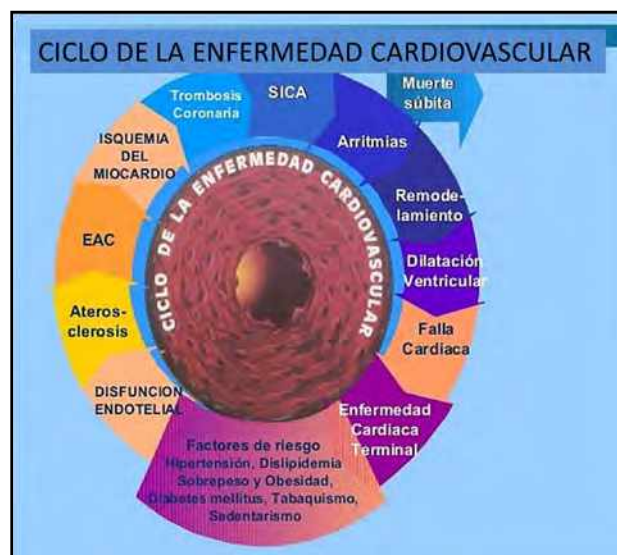 CICLO DE LA ENFERMEDAD CARDIOVASCULAR
Trombosis
Coronaria
SICA
Muerte
súbita
Arritmias
ISQUEMIA
DEL
MIOCARDIO
Remode-
lamiento
EAC
Dilatación
Ventricular
Ateros-
clerosis
Falla
Cardiaca
DISFUNCION
ENDOTELIAL
Enfermedad
Cardiaca
Terminal
CICLO DE LA ENFERMEDAD CARDIOVASCULAR
Factores de riesgo
Hipertensión, Dislipidemia
Sobrepeso y Obesidad,
Diabetes mellitus, Tabaquismo,
Sedentarismo